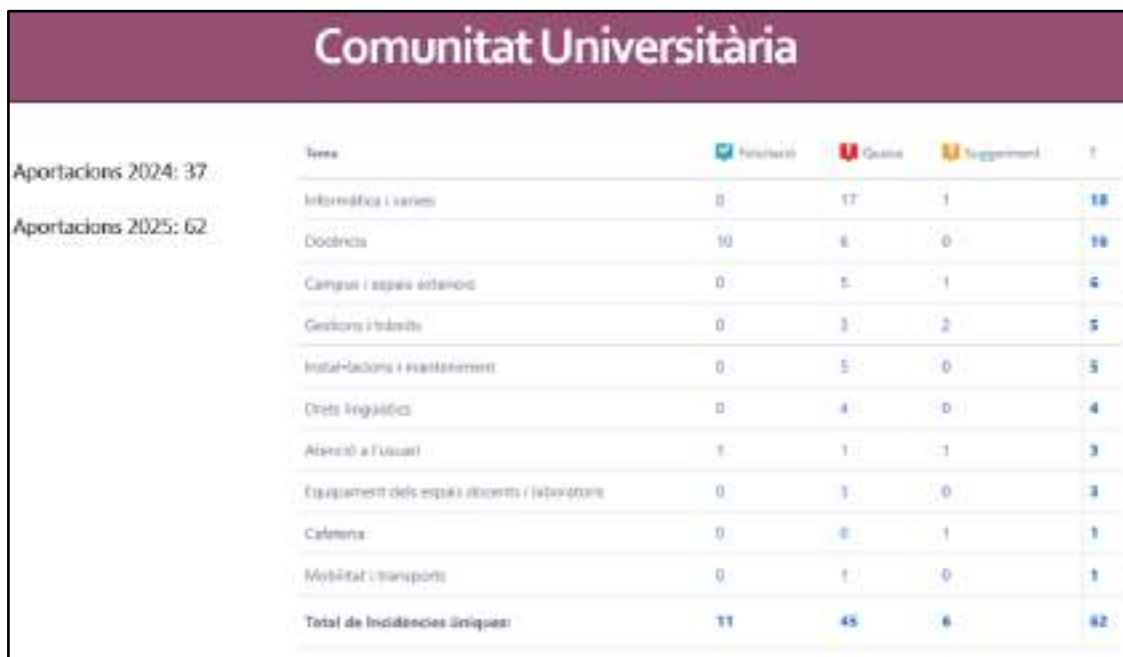 Comunitat Universitària
Aportacions 2024: 37
Aportacions 2025: 62
Tema Felicitació Queixa Suggeriment T
Informàtica i xarxes 0 17 1 18
Docència 10 6 0 16
Campus i espais exteriors 0 5 1 6
Gestions i tràmits 0 3 2 5
Instal·lacions i manteniment 0 5 0 5
Drets lingüístics 0 4 0 4
Atenció a l'usuari 1 1 1 3
Equipament dels espais docents i laboratoris 0 3 0 3
Cafeteria 0 0 1 1
Mobilitat i transports 0 1 0 1
Total de Incidències úniques: 11 45 6 62